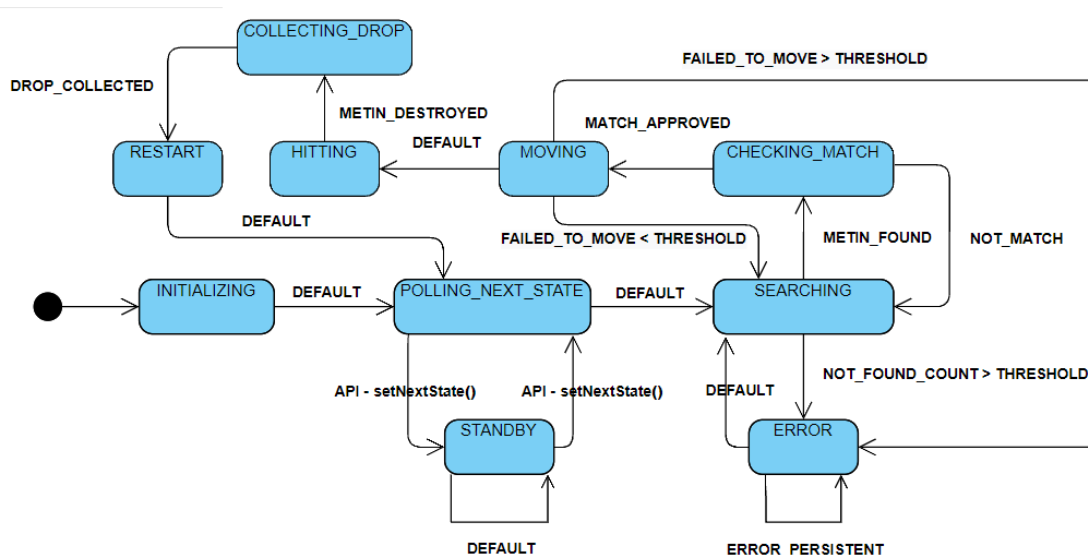 COLLECTING_DROP
FAILED_TO_MOVE > THRESHOLD
DROP_COLLECTED
METIN_DESTROYED
MATCH_APPROVED
DEFAULT
RESTART
HITTING
MOVING
CHECKING_MATCH
DEFAULT
FAILED_TO_MOVE < THRESHOLD
METIN_FOUND
NOT_MATCH
INITIALIZING
DEFAULT
POLLING_NEXT_STATE
DEFAULT
SEARCHING
NOT_FOUND_COUNT > THRESHOLD
API - setNextState()
API - setNextState()
DEFAULT
STANDBY
ERROR
DEFAULT
ERROR_PERSISTENT